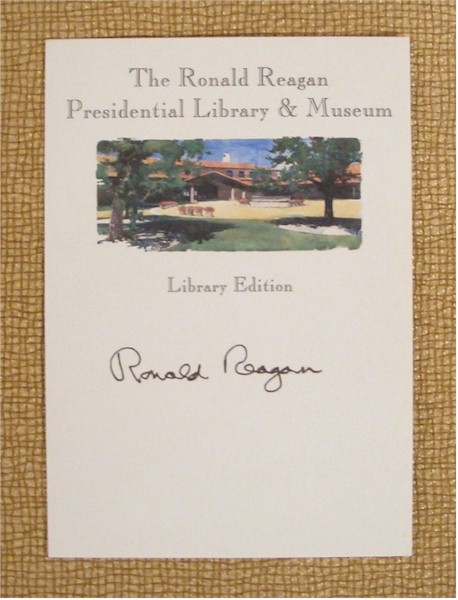 The Ronald Reagan
Presidential Library & Museum
Library Edition
Ronald Reagan